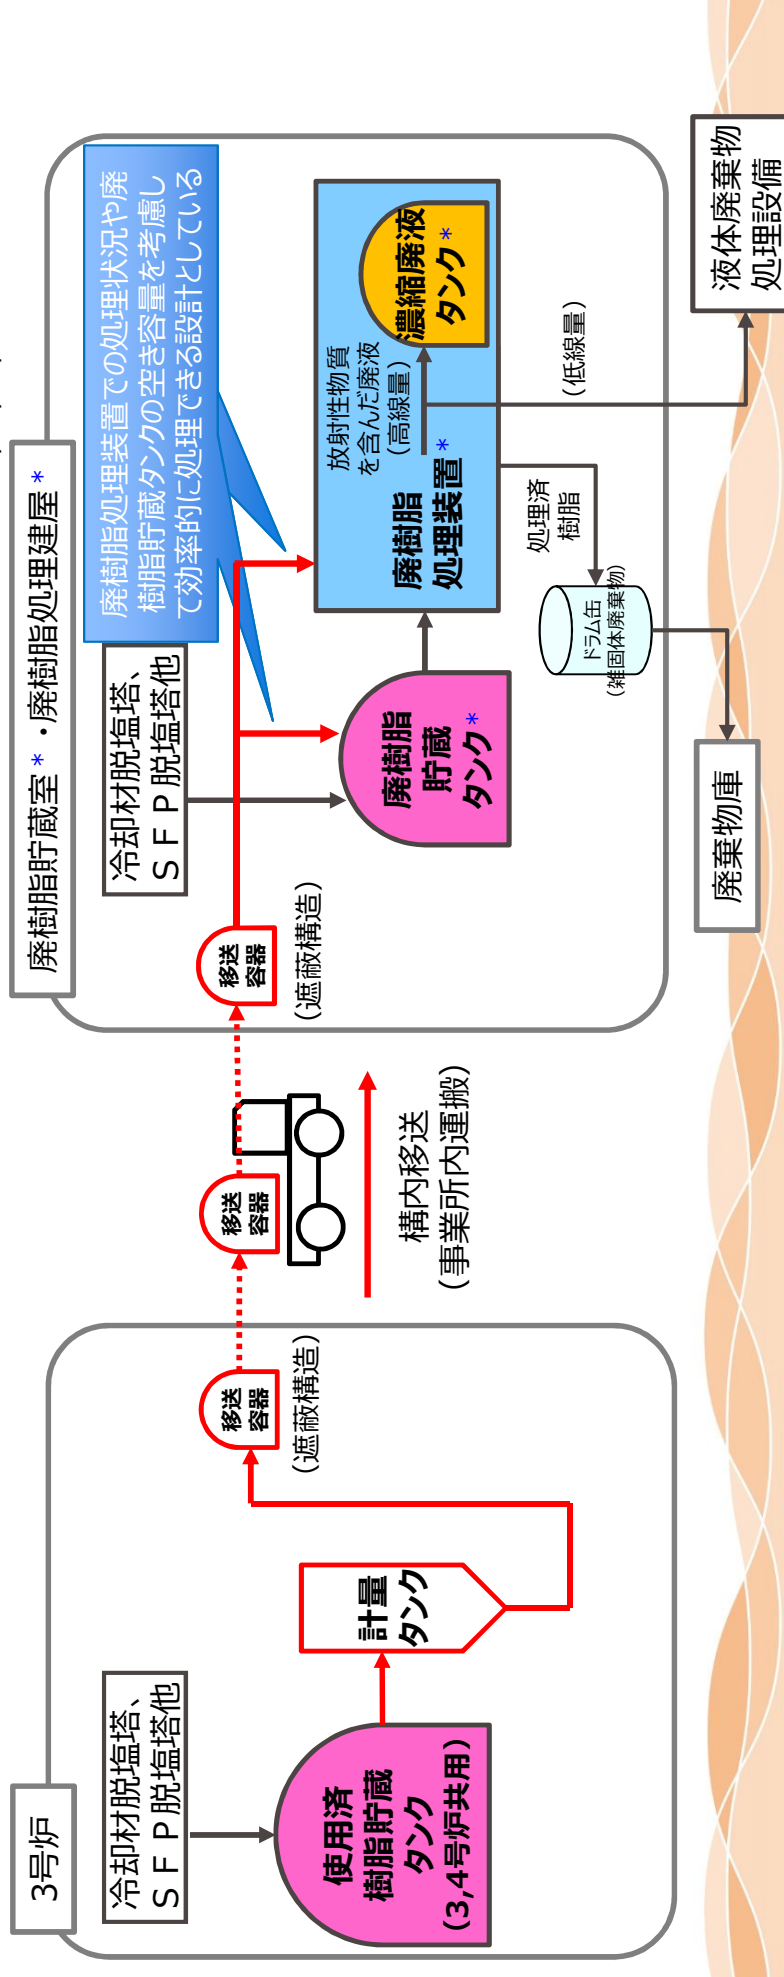 3号炉
冷却材脱塩塔、
ＳＦＰ脱塩塔他
使用済
樹脂貯蔵
タンク
(3,4号炉共用)
計量
タンク
移送
容器
(遮蔽構造)
移送
容器
構内移送
(事業所内運搬)
廃樹脂貯蔵室*・廃樹脂処理建屋*
移送
容器
(遮蔽構造)
冷却材脱塩塔、
ＳＦＰ脱塩塔他
廃樹脂処理装置での処理状況や廃
樹脂貯蔵タンクの空き容量を考慮し
て効率的に処理できる設計としている
廃樹脂
貯蔵
タンク*
廃樹脂
処理装置*
放射性物質
を含んだ廃液
(高線量)
濃縮廃液
タンク*
(低線量)
処理済
樹脂
ドラム缶
(雑固体廃棄物)
廃棄物庫
液体廃棄物
処理設備